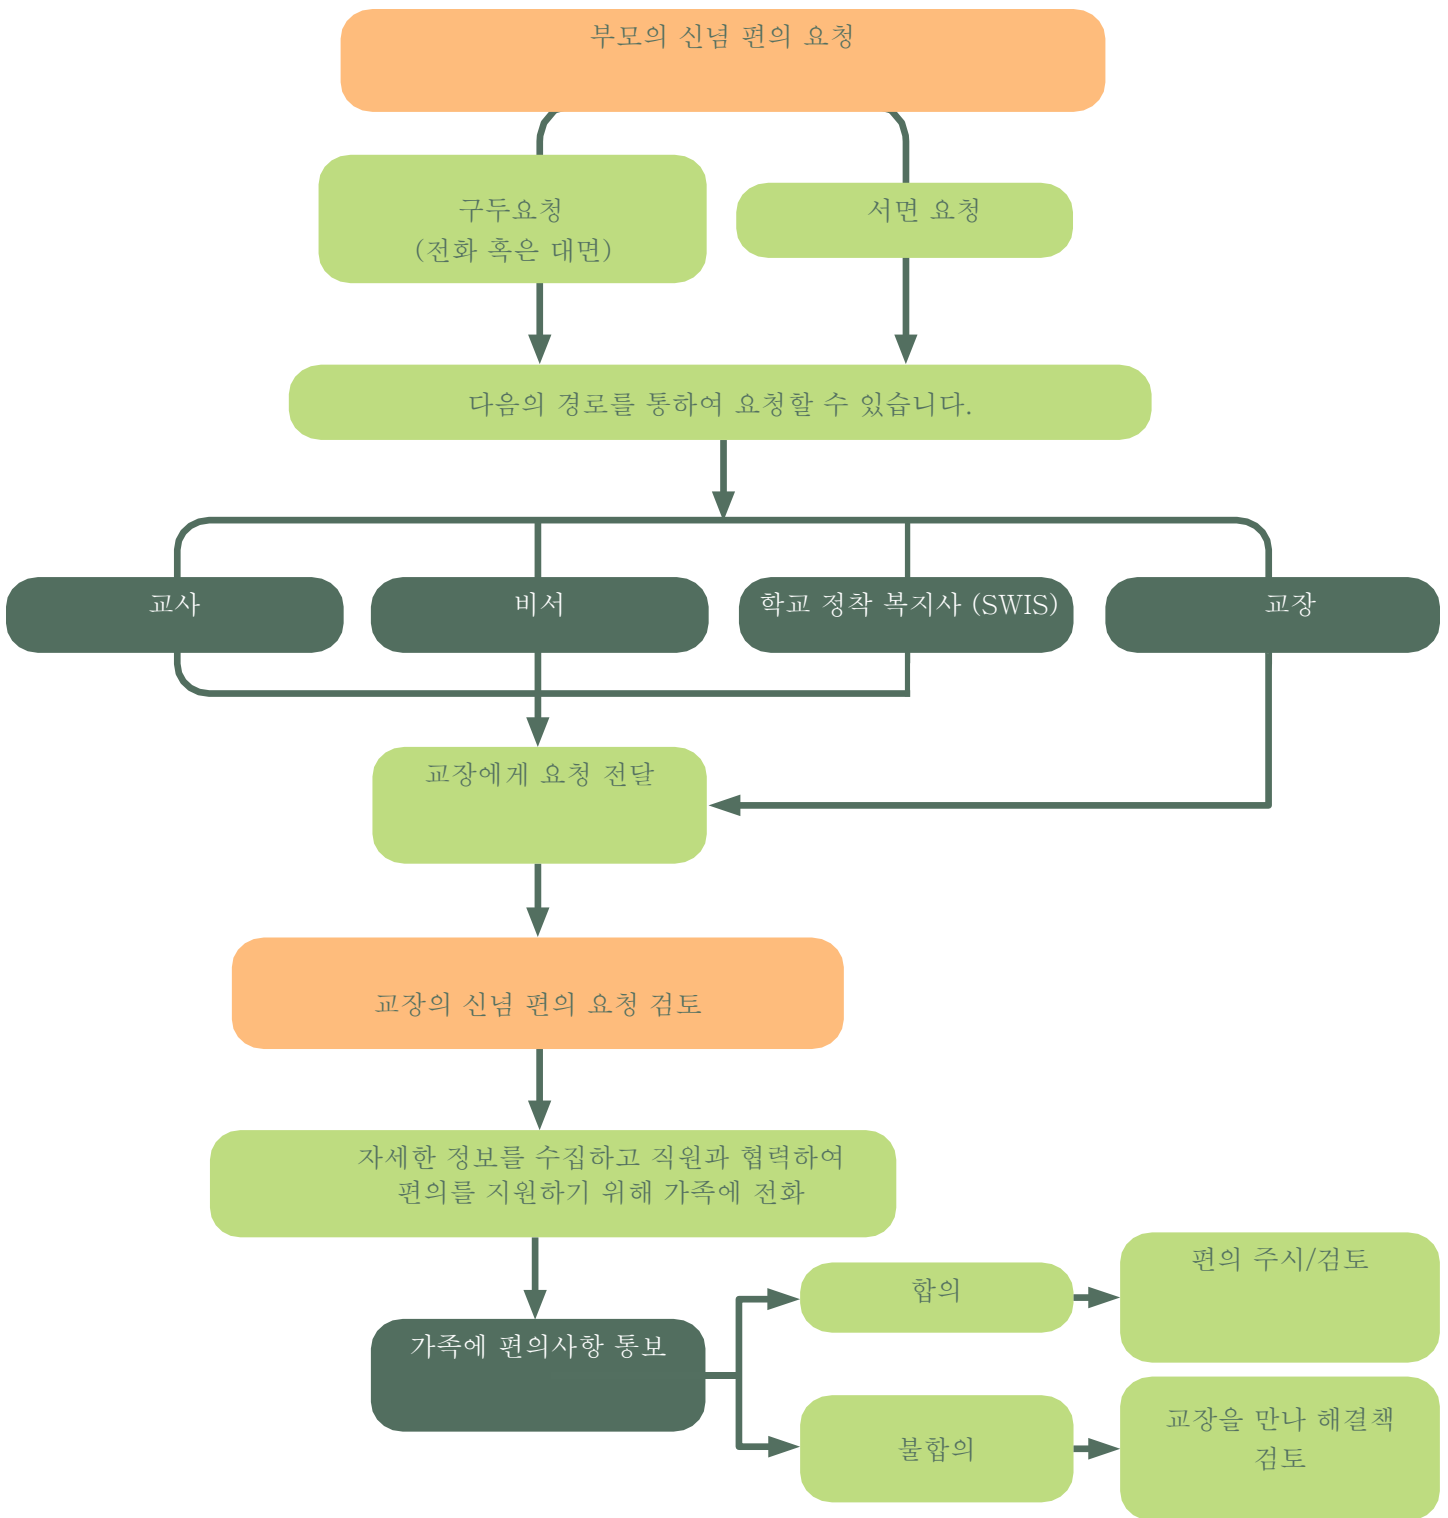 부모의 신념 편의 요청
구두요청
(전화 혹은 대면)
서면 요청
다음의 경로를 통하여 요청할 수 있습니다.
교사
비서
학교 정착 복지사 (SWIS)
교장
교장에게 요청 전달
교장의 신념 편의 요청 검토
자세한 정보를 수집하고 직원과 협력하여
편의를 지원하기 위해 가족에 전화
가족에 편의사항 통보
합의
편의 주시/검토
불합의
교장을 만나 해결책
검토